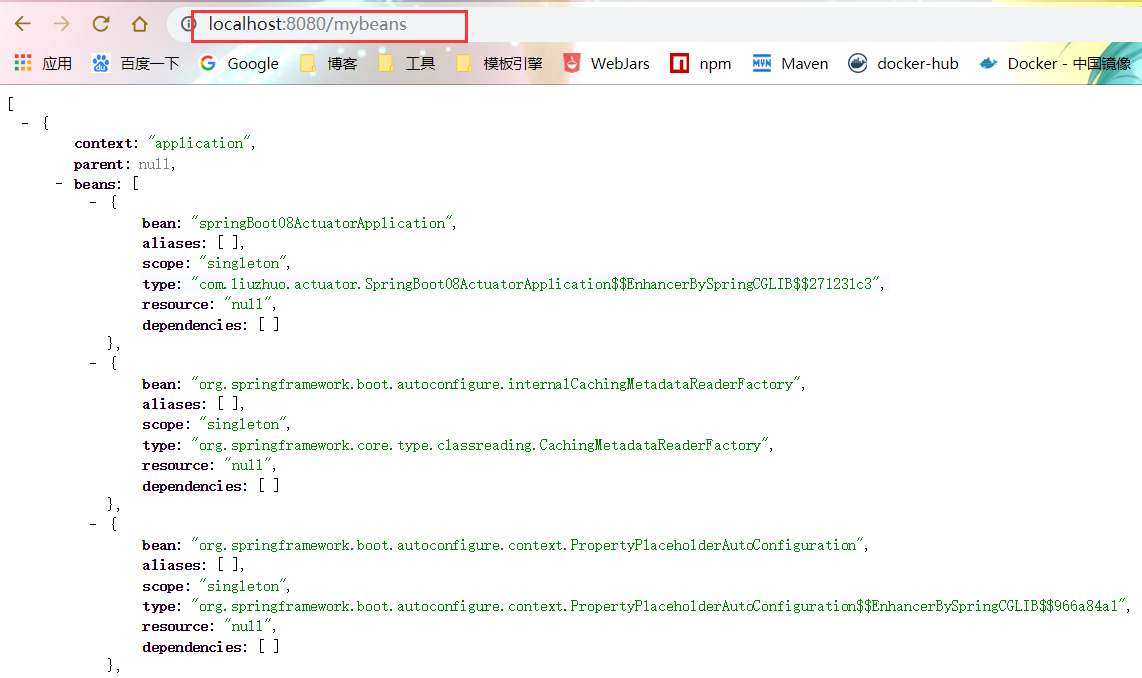 localhost:8080/mybeans
应用 百度一下 Google 博客 工具 模板引擎 WebJars npm Maven docker-hub Docker - 中国镜像
[
- {
context: "application",
parent: null,
- beans: [
- {
bean: "springBoot08ActuatorApplication",
aliases: [ ],
scope: "singleton",
type: "com.liuzhuo.actuator.SpringBoot08ActuatorApplication$$EnhancerBySpringCGLIB$$271231c3",
resource: "null",
dependencies: [ ]
},
- {
bean: "org.springframework.boot.autoconfigure.internalCachingMetadataReaderFactory",
aliases: [ ],
scope: "singleton",
type: "org.springframework.core.type.classreading.CachingMetadataReaderFactory",
resource: "null",
dependencies: [ ]
},
- {
bean: "org.springframework.boot.autoconfigure.context.PropertyPlaceholderAutoConfiguration",
aliases: [ ],
scope: "singleton",
type: "org.springframework.boot.autoconfigure.context.PropertyPlaceholderAutoConfiguration$$EnhancerBySpringCGLIB$$966a84a1",
resource: "null",
dependencies: [ ]
},